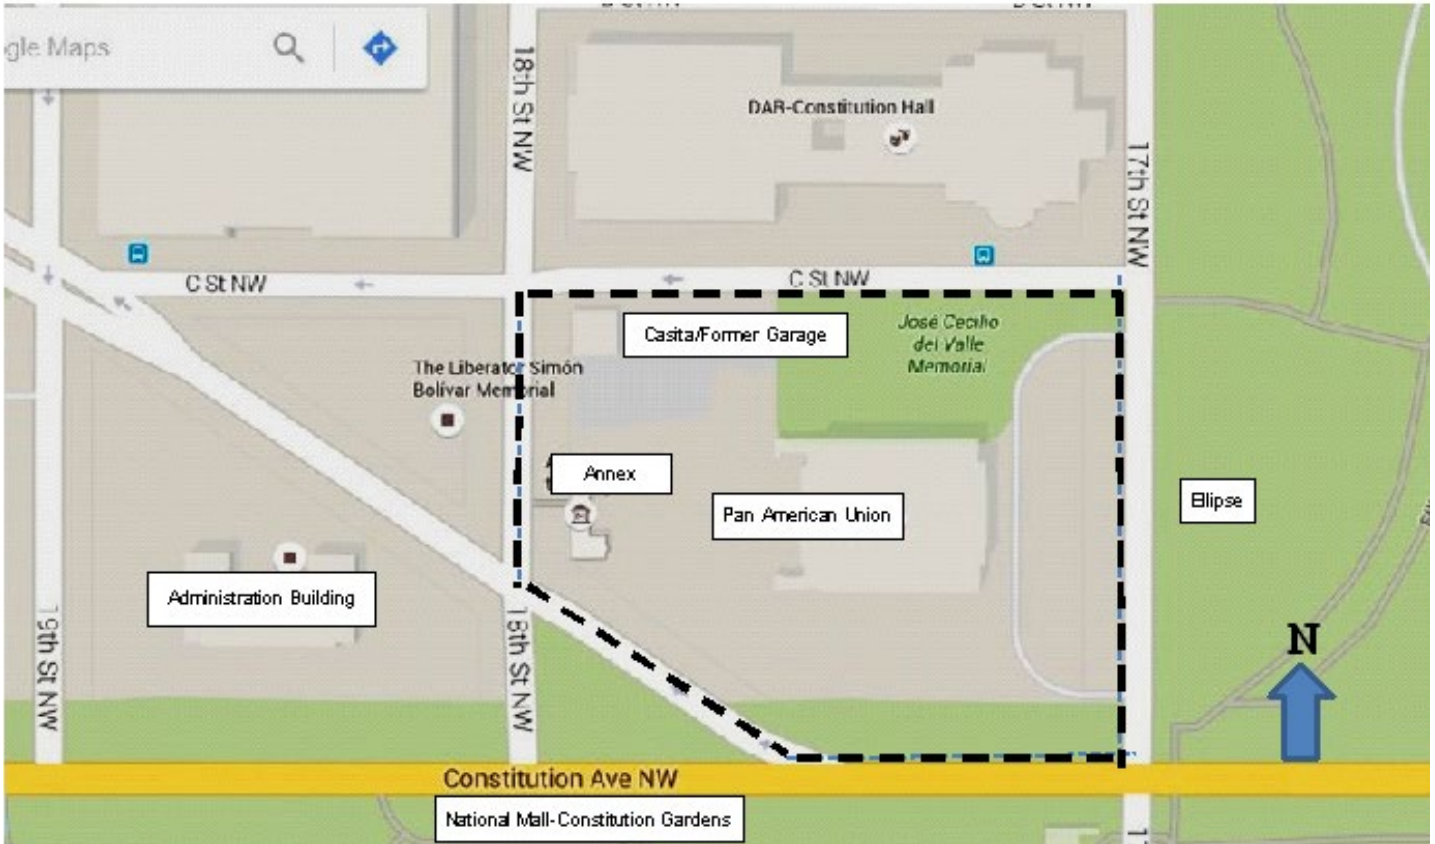 gle Maps
18th St NW
DAR-Constitution Hall
17th St NW
C St NW
C St NW
Casita/Former Garage
José Cecilio
del Valle
Memorial
The Liberator Simón
Bolívar Memorial
Annex
Pan American Union
Ellipse
Administration Building
19th St NW
18th St NW
N
Constitution Ave NW
National Mall-Constitution Gardens